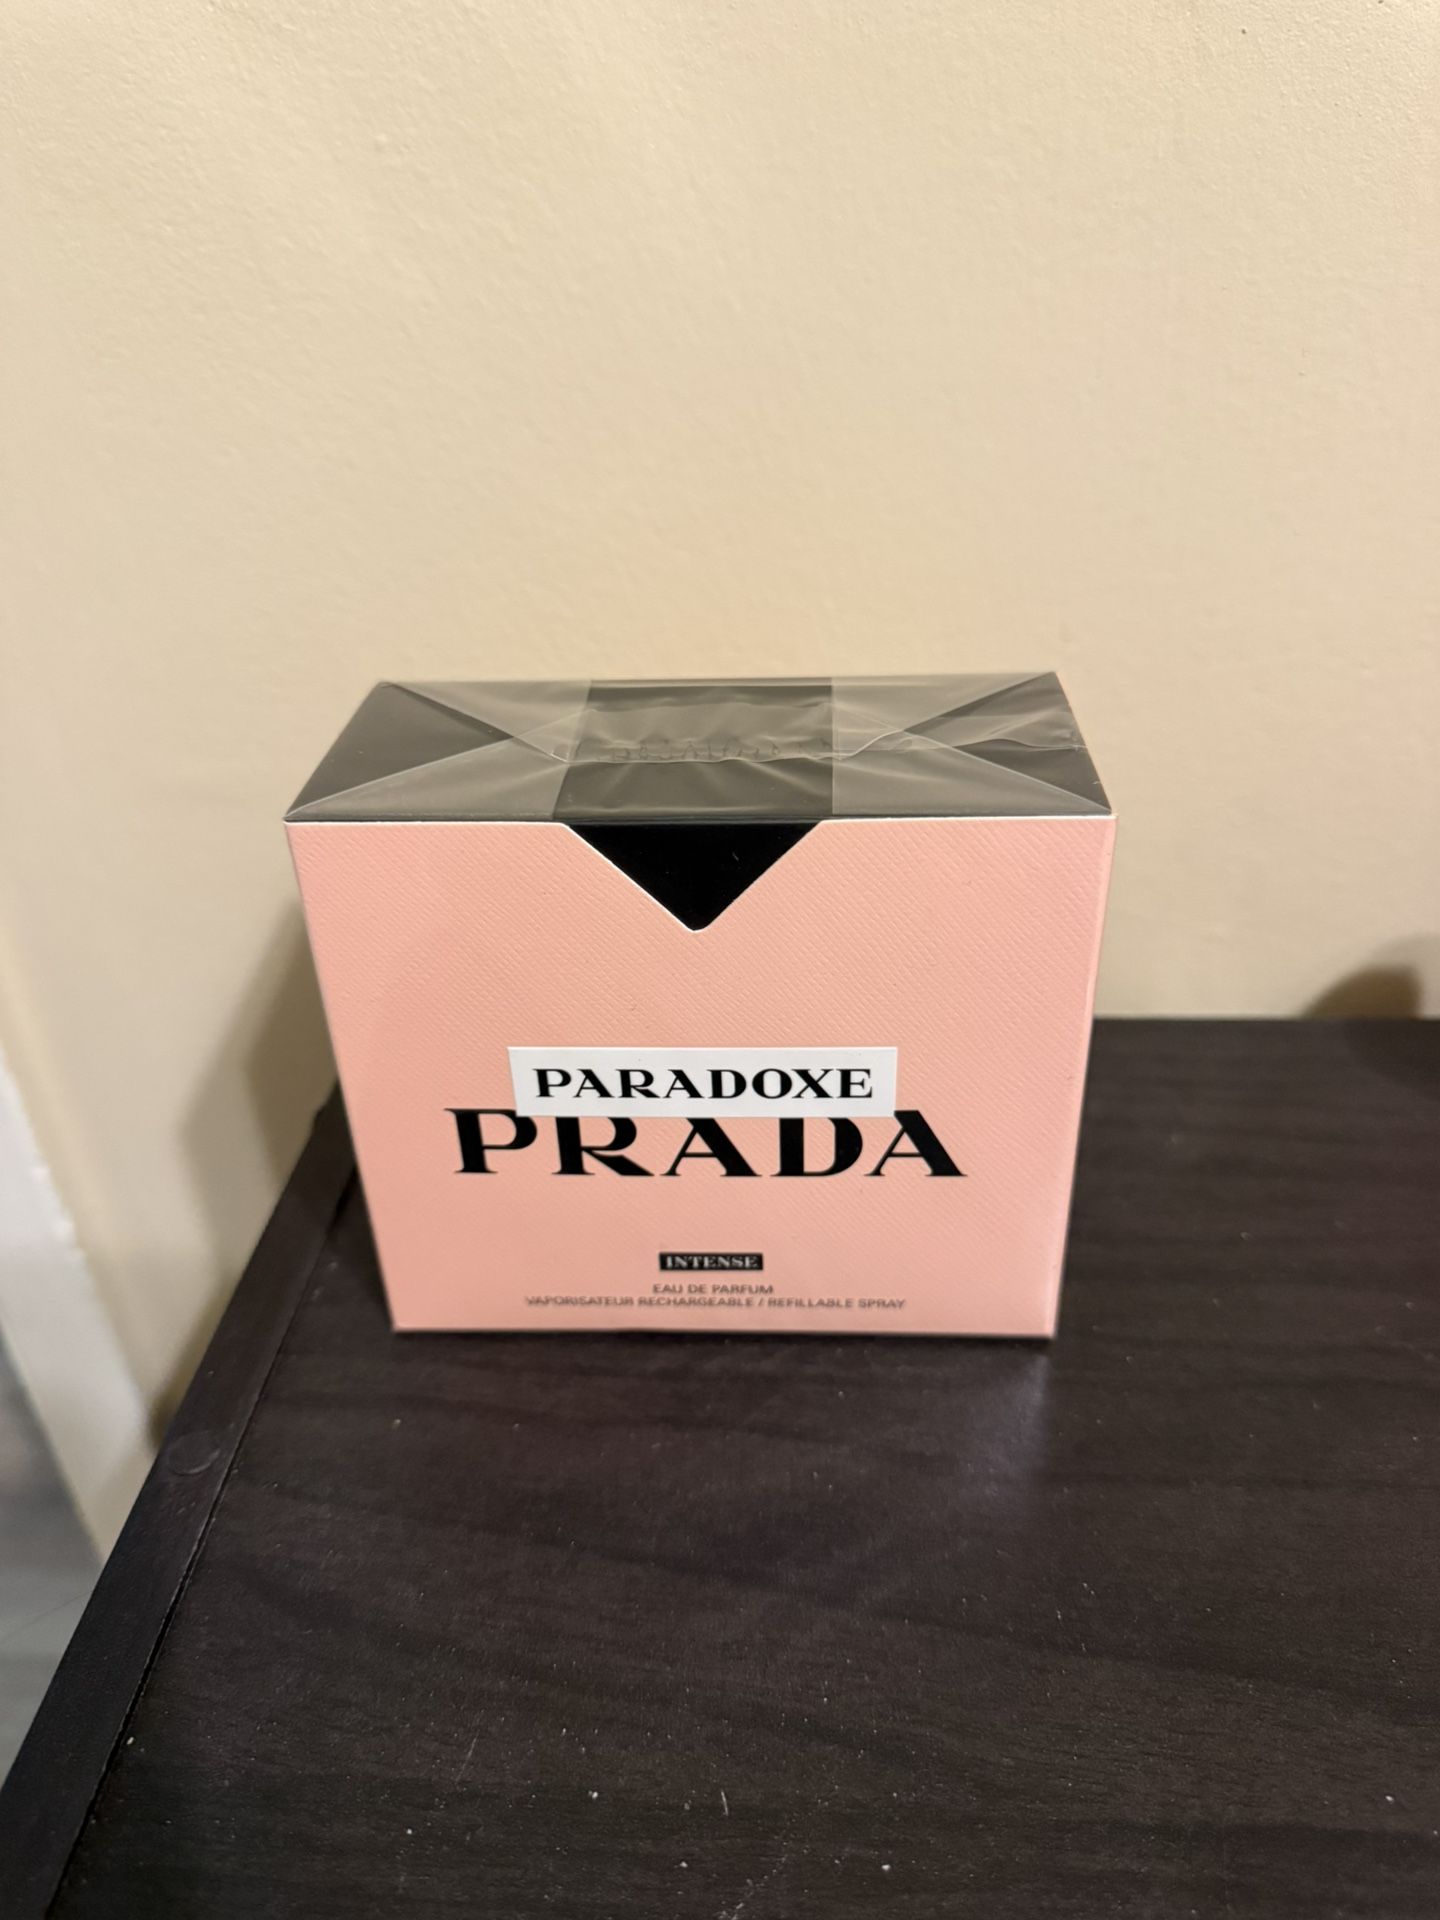 PARADOXE
PRADA
INTENSE
EAU DE PARFUM
VAPORISATEUR RECHARGEABLE / REFILLABLE SPRAY